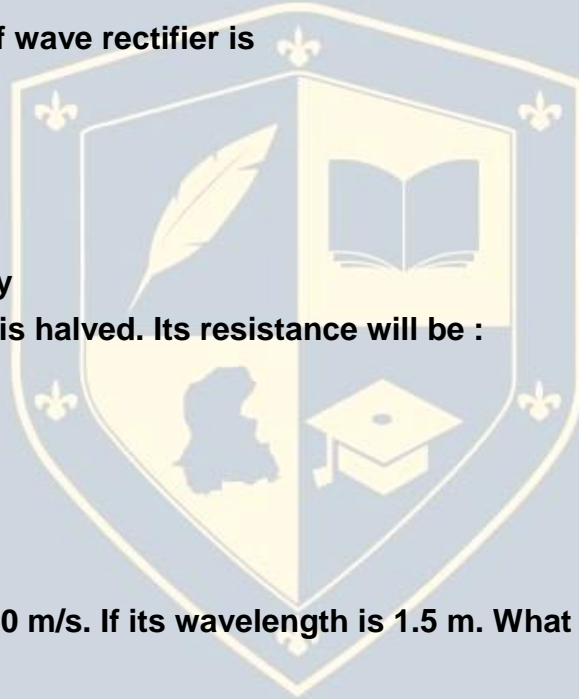 f wave rectifier is
y
is halved. Its resistance will be :
0 m/s. If its wavelength is 1.5 m. What